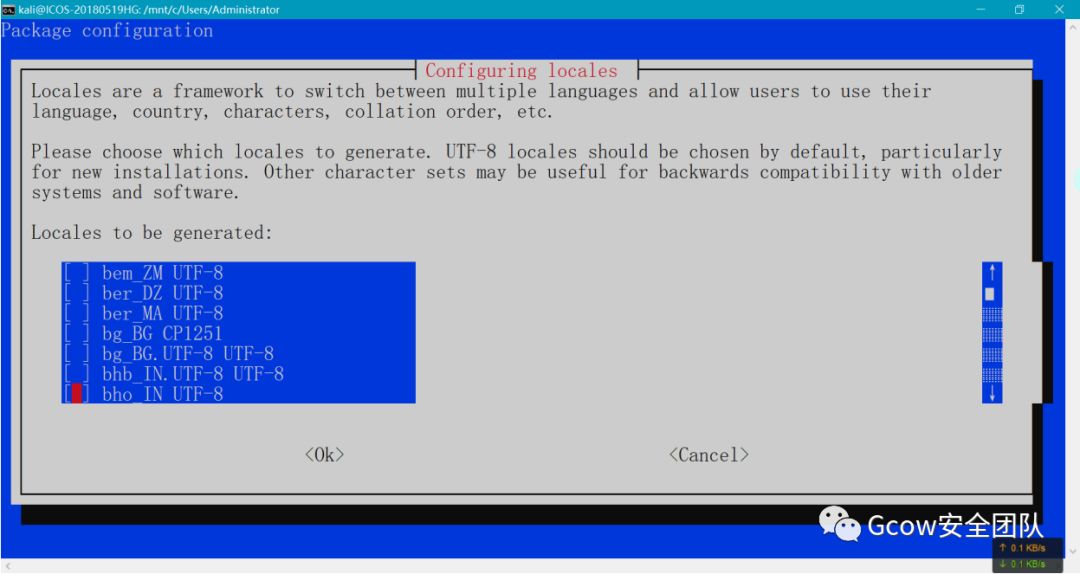 kali@ICOS-20180519HG: /mnt/c/Users/Administrator
Package configuration
Configuring locales
Locales are a framework to switch between multiple languages and allow users to use their
language, country, characters, collation order, etc.
Please choose which locales to generate. UTF-8 locales should be chosen by default, particularly
for new installations. Other character sets may be useful for backwards compatibility with older
systems and software.
Locales to be generated:
[ ] bem_ZM UTF-8
[ ] ber_DZ UTF-8
[ ] ber_MA UTF-8
[ ] bg_BG CP1251
[ ] bg_BG.UTF-8 UTF-8
[ ] bhb_IN.UTF-8 UTF-8
[ ] bho_IN UTF-8
<Ok> <Cancel>
Gcow安全团队
↑ 0.1 KB/s
↓ 0.1 KB/s